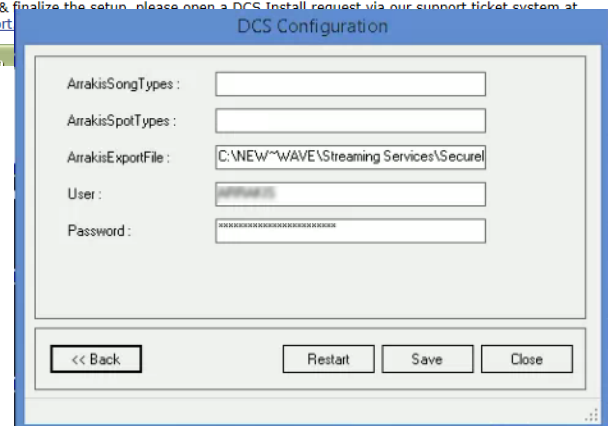 & finalize the setup, please open a DCS Install request via our support ticket system at
ort
DCS Configuration
ArrakisSongTypes :
ArrakisSpotTypes :
ArrakisExportFile : C:\NEW~WAVE\Streaming Services\Securel
User :
Password : ************************
<< Back Restart Save Close